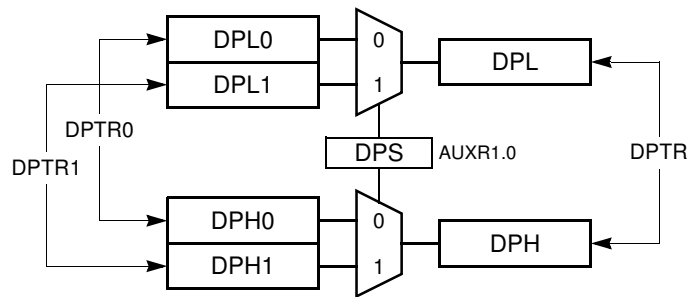 DPL0
0
DPL
DPL1
1
DPTR0
DPTR1
DPS
AUXR1.0
DPTR
DPH0
0
DPH
DPH1
1